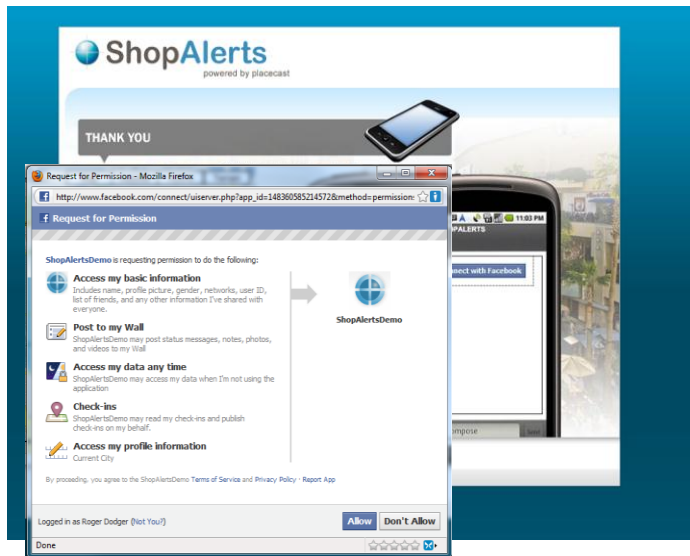 ShopAlerts
powered by placecast
THANK YOU
Request for Permission - Mozilla Firefox
http://www.facebook.com/connect/uiserver.php?app_id=148360585214572&method=permission:
Request for Permission
ShopAlertsDemo is requesting permission to do the following:
Access my basic information
Includes name, profile picture, gender, networks, user ID,
list of friends, and any other information I've shared with
everyone.
Post to my Wall
ShopAlertsDemo may post status messages, notes, photos,
and videos to my Wall
Access my data any time
ShopAlertsDemo may access my data when I'm not using the
application
Check-ins
ShopAlertsDemo may read my check-ins and publish
check-ins on my behalf.
Access my profile information
Current City
ShopAlertsDemo
By proceeding, you agree to the ShopAlertsDemo Terms of Service and Privacy Policy · Report App
Logged in as Roger Dodger (Not You?)
Allow
Don't Allow
Done
11:03 PM
OPALERTS
nnect with Facebook
ompose
Send